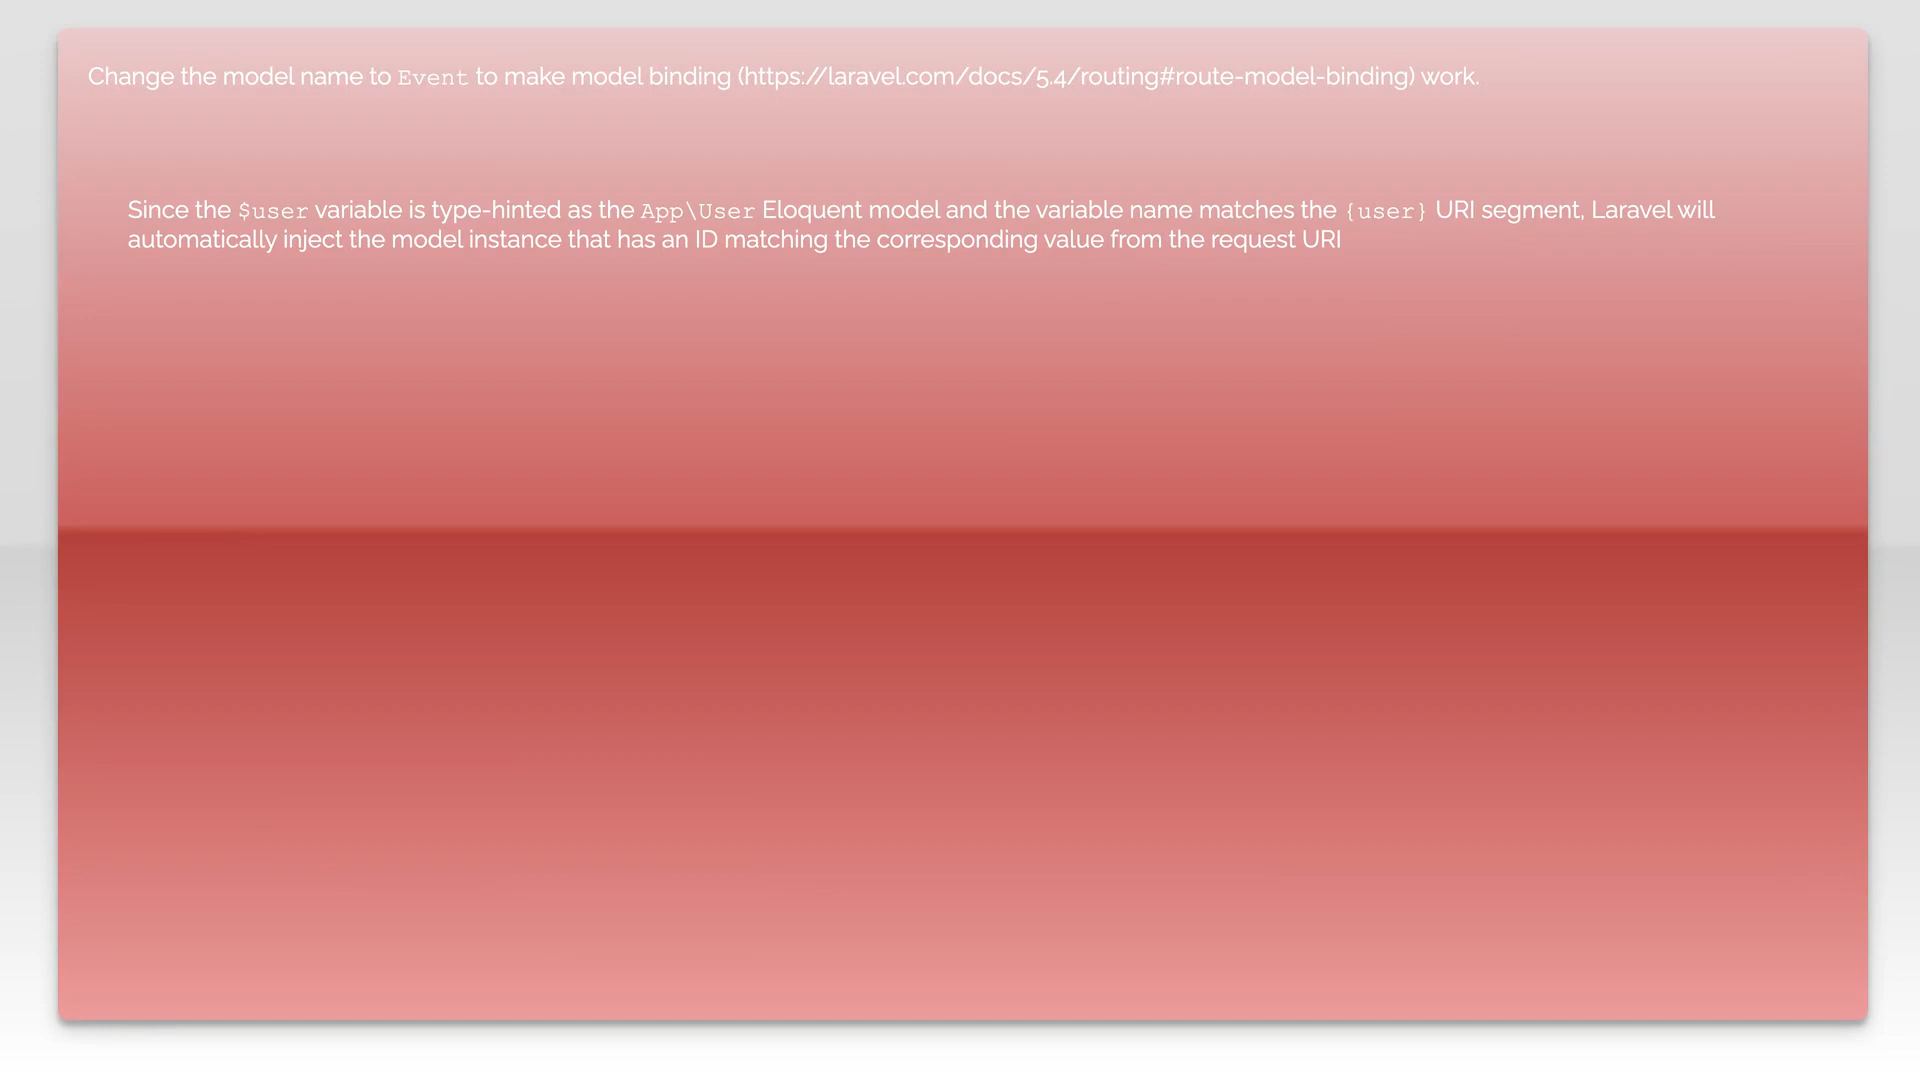 Change the model name to Event to make model binding (https://laravel.com/docs/5.4/routing#route-model-binding) work.
Since the $user variable is type-hinted as the App\User Eloquent model and the variable name matches the {user} URI segment, Laravel will
automatically inject the model instance that has an ID matching the corresponding value from the request URI